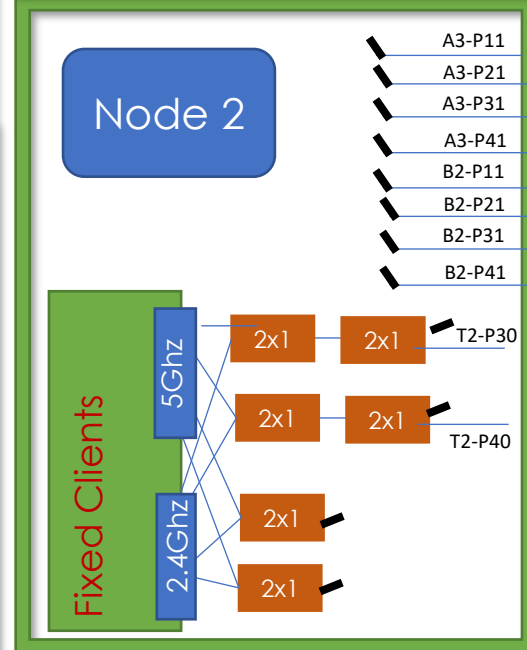 Node 2
A3-P11
A3-P21
A3-P31
A3-P41
B2-P11
B2-P21
B2-P31
B2-P41
Fixed Clients
5Ghz
2.4Ghz
2x1
2x1
T2-P30
2x1
2x1
T2-P40
2x1
2x1